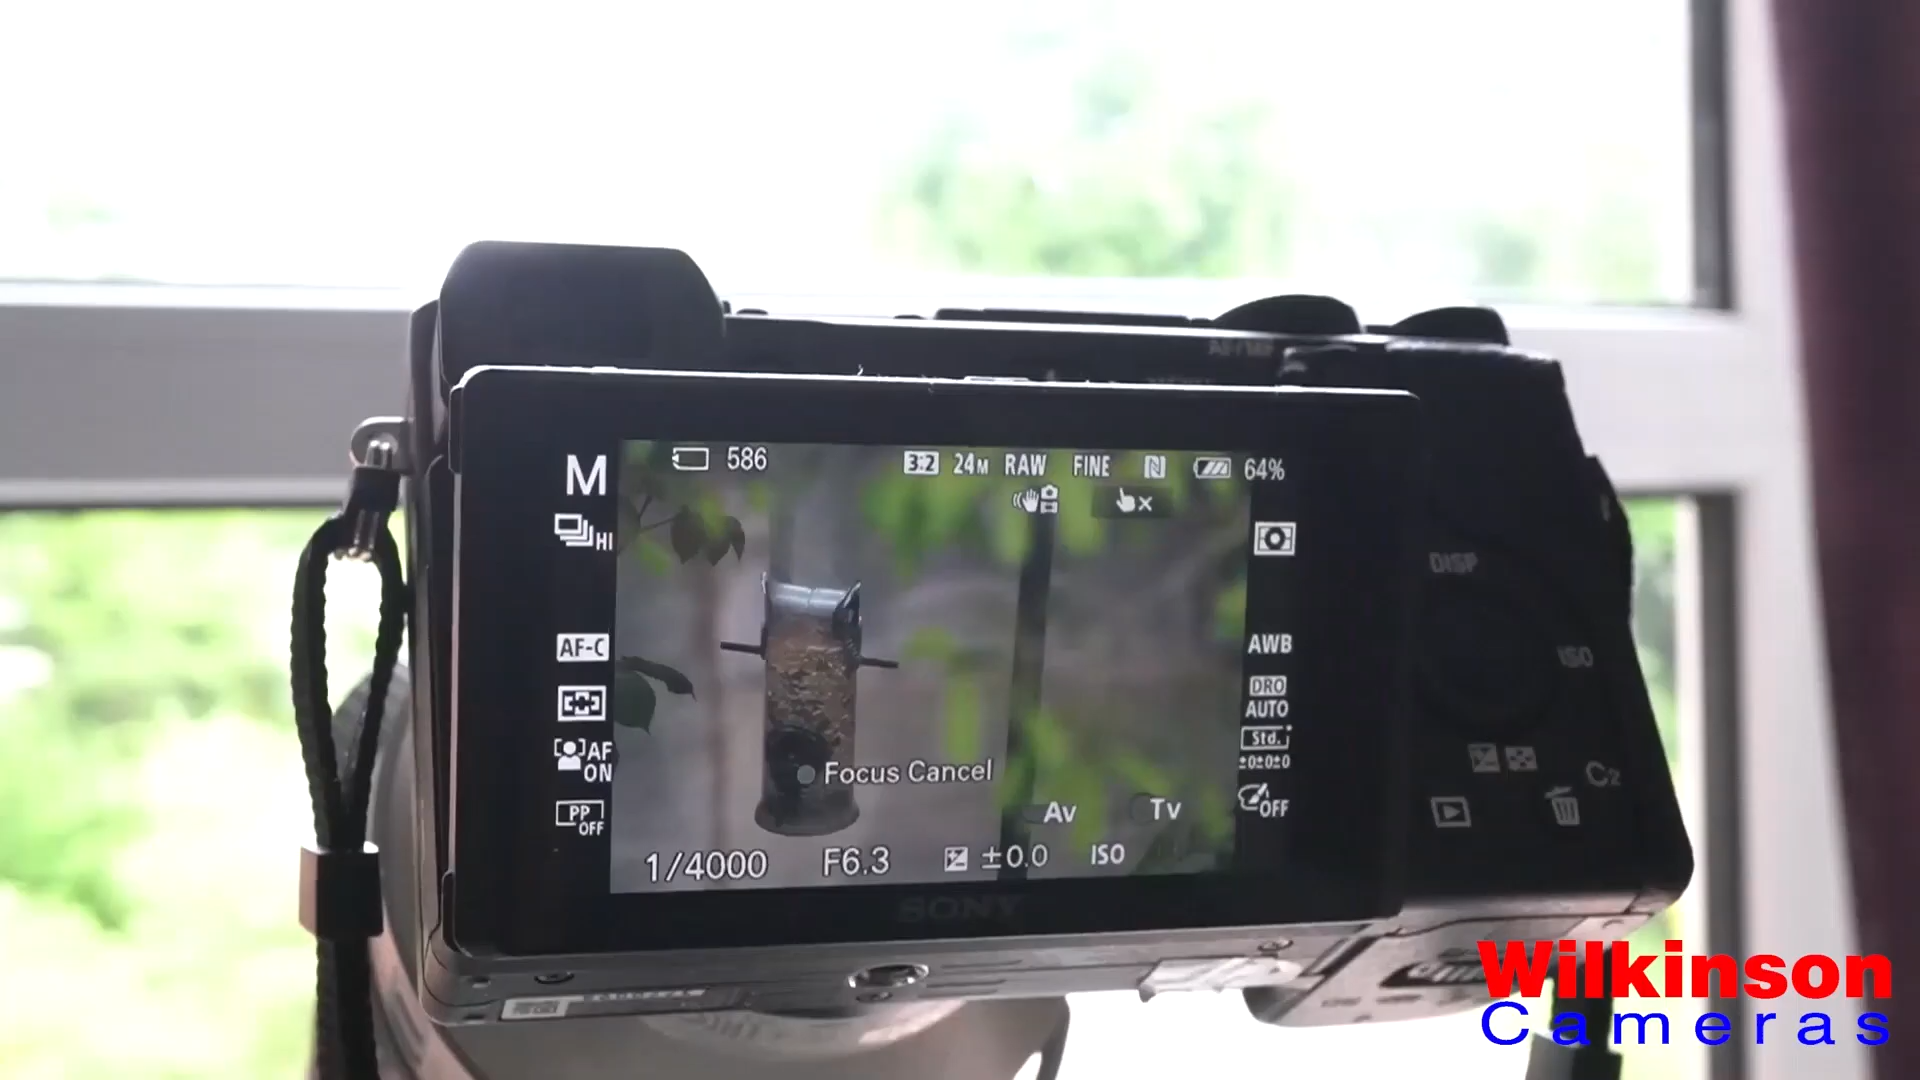 M
586
3:2 24M RAW FINE N 64%
HI
DISP
AF-C
AWB
ISO
DRO
AUTO
AF
ON
Std.
±0±0±0
Focus Cancel
PP
OFF
OFF
Av
Tv
C2
1/4000
F6.3
±0.0
ISO
SONY
Wilkinson
Cameras